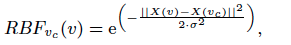 RBF_{v_c}(v) = e^{\left(-\frac{||X(v)-X(v_c)||^2}{2 \cdot \sigma^2}\right)},